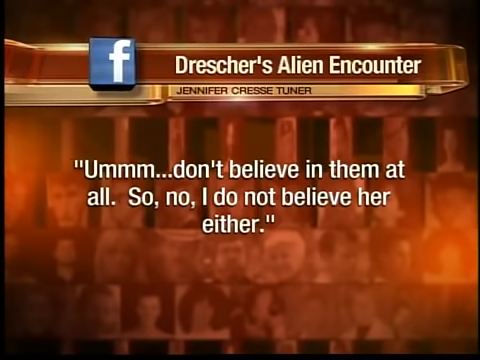 f
Drescher's Alien Encounter
JENNIFER CRESSE TUNER
"Ummm...don't believe in them at
all.  So, no, I do not believe her
either."